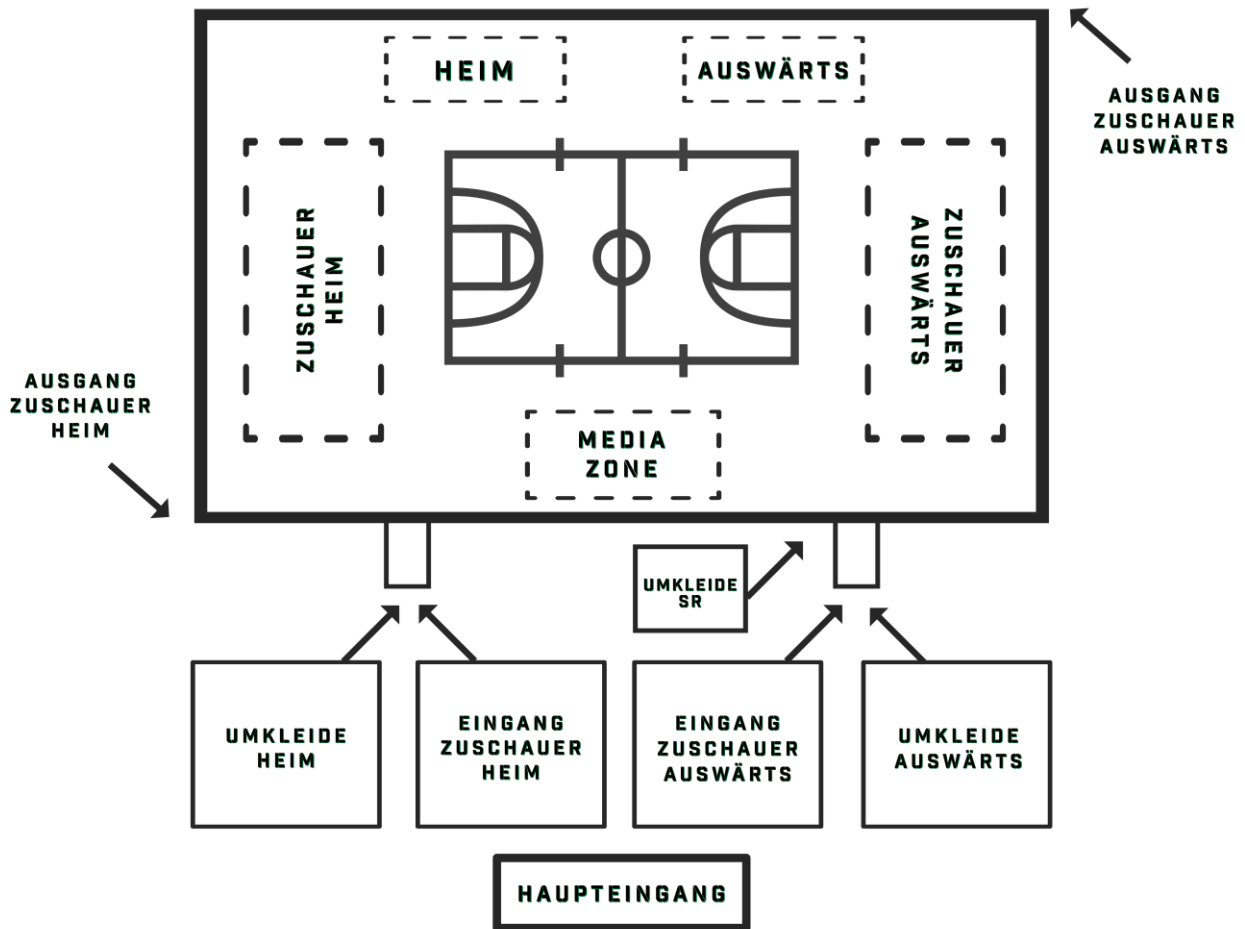 HEIM
AUSWÄRTS
AUSGANG
ZUSCHAUER
AUSWÄRTS
ZUSCHAUER
HEIM
ZUSCHAUER
AUSWÄRTS
AUSGANG
ZUSCHAUER
HEIM
MEDIA
ZONE
UMKLEIDE
SR
UMKLEIDE
HEIM
EINGANG
ZUSCHAUER
HEIM
EINGANG
ZUSCHAUER
AUSWÄRTS
UMKLEIDE
AUSWÄRTS
HAUPTEINGANG